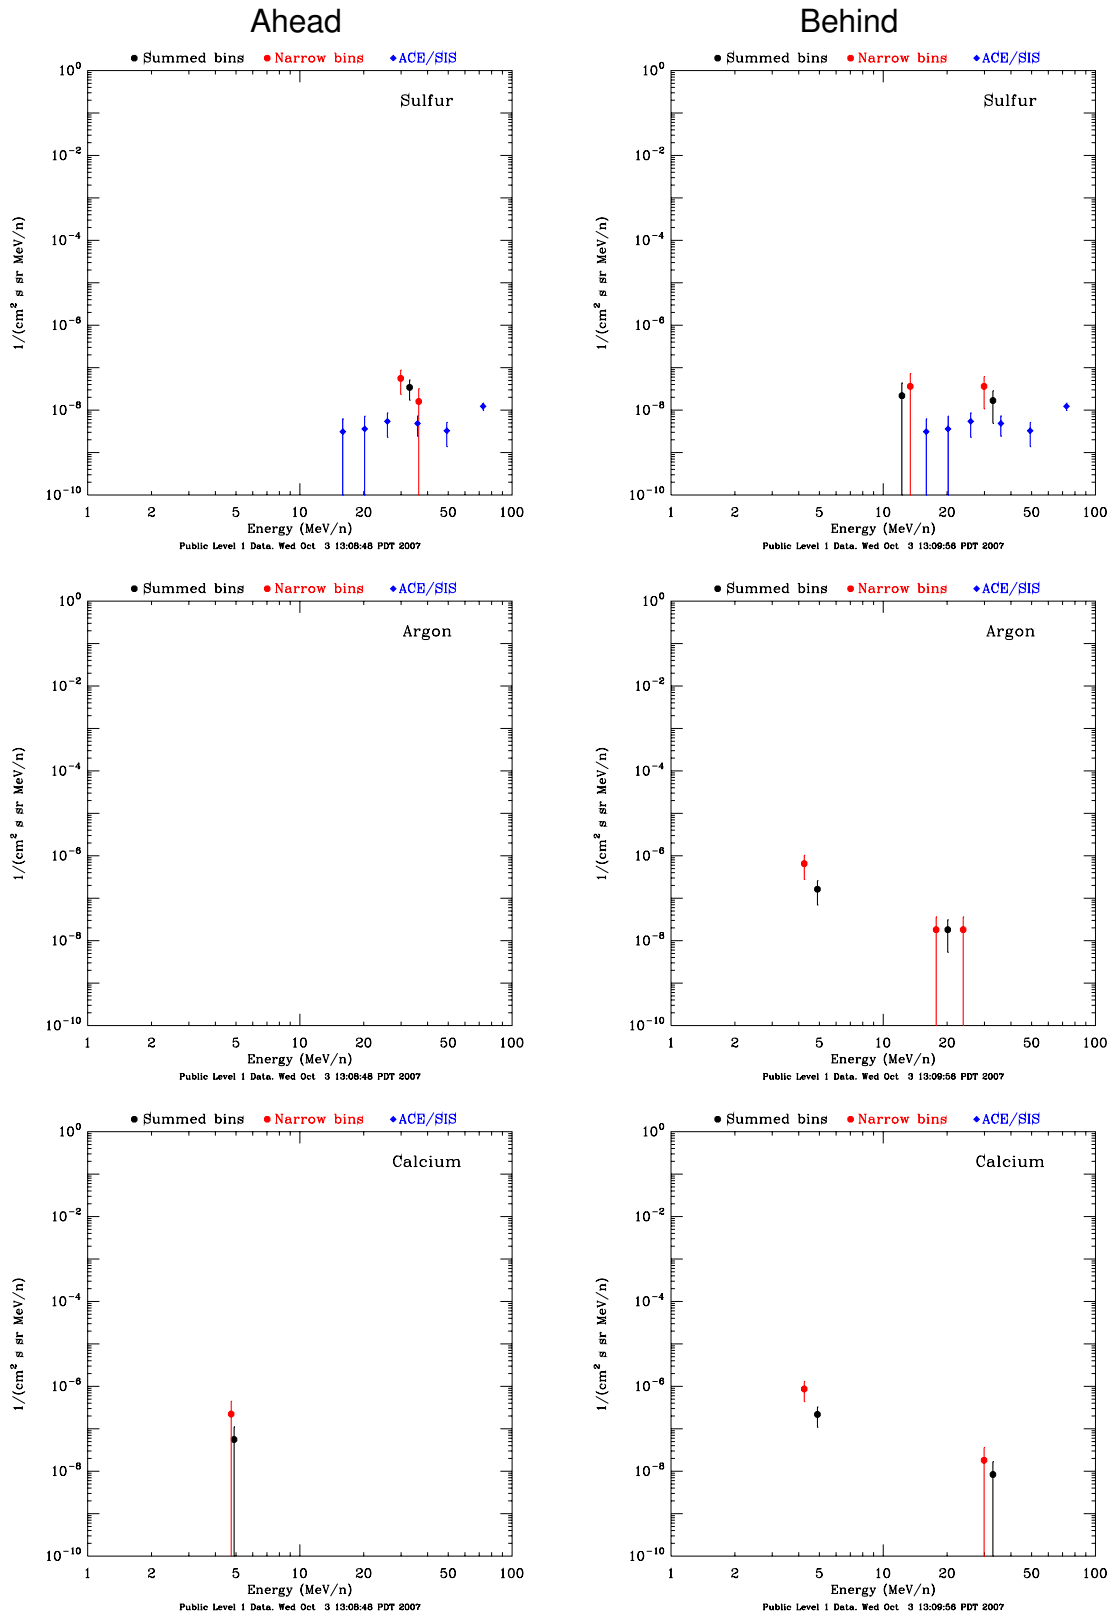 Ahead Behind
Summed bins Narrow bins ACE/SIS Summed bins Narrow bins ACE/SIS
Sulfur Sulfur
10^0 10^-2 10^-4 10^-6 10^-8 10^-10 10^0 10^-2 10^-4 10^-6 10^-8 10^-10
1/(cm^2 s sr MeV/n) 1/(cm^2 s sr MeV/n)
1 2 5 10 20 50 100 1 2 5 10 20 50 100
Energy (MeV/n) Energy (MeV/n)
Public Level 1 Data. Wed Oct 3 13:08:48 PDT 2007 Public Level 1 Data. Wed Oct 3 13:09:56 PDT 2007
Summed bins Narrow bins ACE/SIS Summed bins Narrow bins ACE/SIS
Argon Argon
10^0 10^-2 10^-4 10^-6 10^-8 10^-10 10^0 10^-2 10^-4 10^-6 10^-8 10^-10
1/(cm^2 s sr MeV/n) 1/(cm^2 s sr MeV/n)
1 2 5 10 20 50 100 1 2 5 10 20 50 100
Energy (MeV/n) Energy (MeV/n)
Public Level 1 Data. Wed Oct 3 13:08:48 PDT 2007 Public Level 1 Data. Wed Oct 3 13:09:56 PDT 2007
Summed bins Narrow bins ACE/SIS Summed bins Narrow bins ACE/SIS
Calcium Calcium
10^0 10^-2 10^-4 10^-6 10^-8 10^-10 10^0 10^-2 10^-4 10^-6 10^-8 10^-10
1/(cm^2 s sr MeV/n) 1/(cm^2 s sr MeV/n)
1 2 5 10 20 50 100 1 2 5 10 20 50 100
Energy (MeV/n) Energy (MeV/n)
Public Level 1 Data. Wed Oct 3 13:08:48 PDT 2007 Public Level 1 Data. Wed Oct 3 13:09:56 PDT 2007